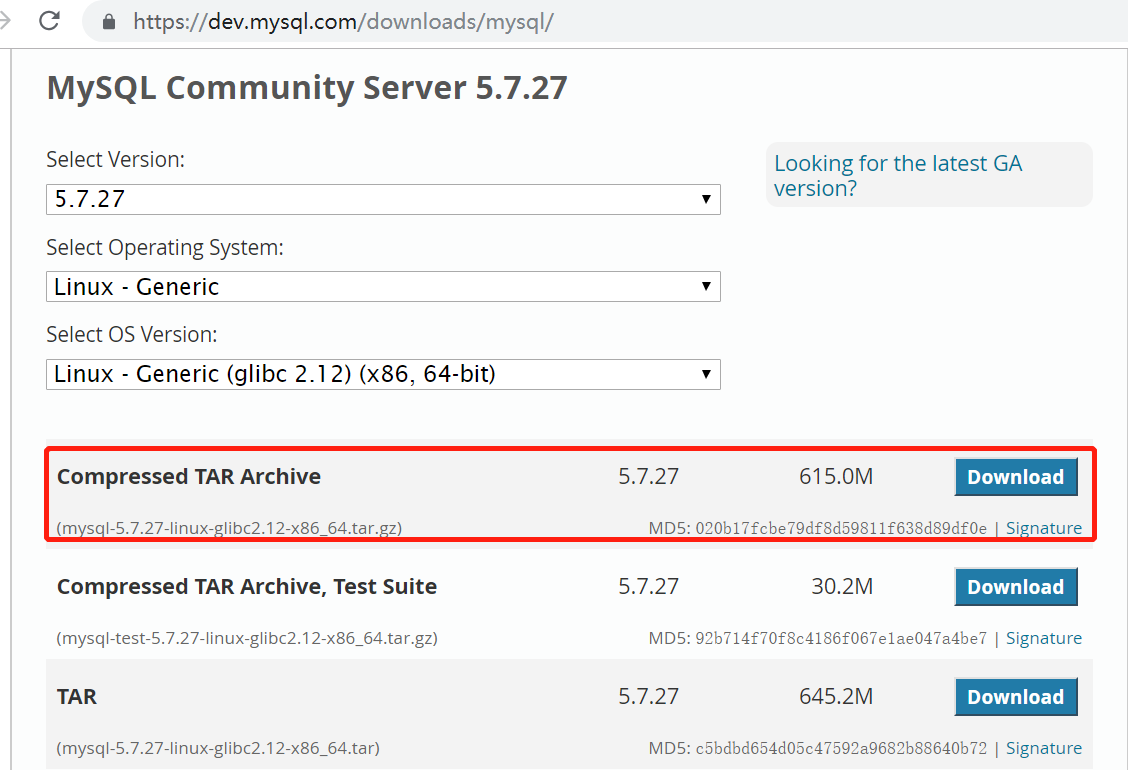 https://dev.mysql.com/downloads/mysql/
MySQL Community Server 5.7.27
Select Version:
5.7.27
Looking for the latest GA
version?
Select Operating System:
Linux - Generic
Select OS Version:
Linux - Generic (glibc 2.12) (x86, 64-bit)
Compressed TAR Archive 5.7.27 615.0M Download
(mysql-5.7.27-linux-glibc2.12-x86_64.tar.gz) MD5: 020b17fcbe79df8d59811f638d89df0e | Signature
Compressed TAR Archive, Test Suite 5.7.27 30.2M Download
(mysql-test-5.7.27-linux-glibc2.12-x86_64.tar.gz) MD5: 92b714f70f8c4186f067e1ae047a4be7 | Signature
TAR 5.7.27 645.2M Download
(mysql-5.7.27-linux-glibc2.12-x86_64.tar) MD5: c5bdbd654d05c47592a9682b88640b72 | Signature